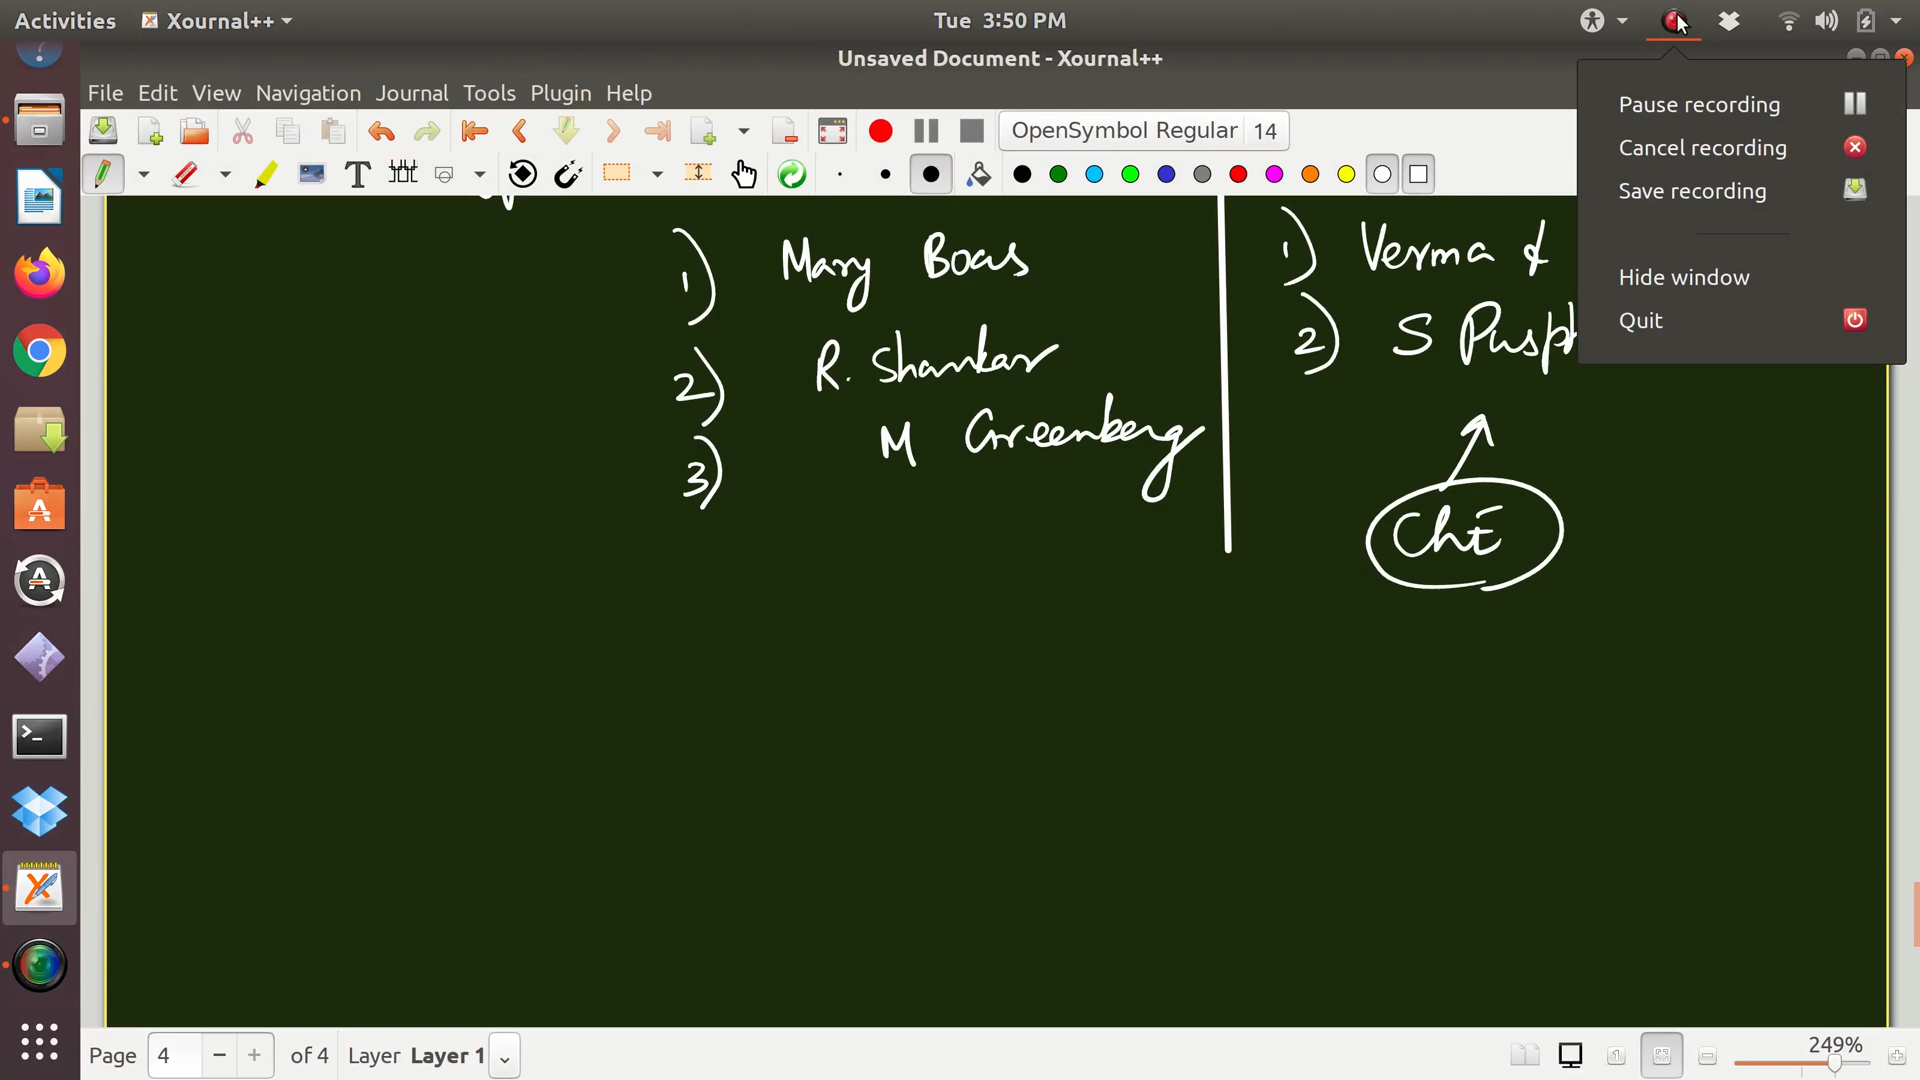 Activities Xournal++ Tue 3:50 PM
Unsaved Document - Xournal++
File Edit View Navigation Journal Tools Plugin Help
OpenSymbol Regular 14
Pause recording
Cancel recording
Save recording
Hide window
Quit
1) Mary Boas
2) R. Shankar
3) M Greenberg
1) Verma &
2) S Pusph
ChE
Page 4 of 4 Layer Layer 1 249%